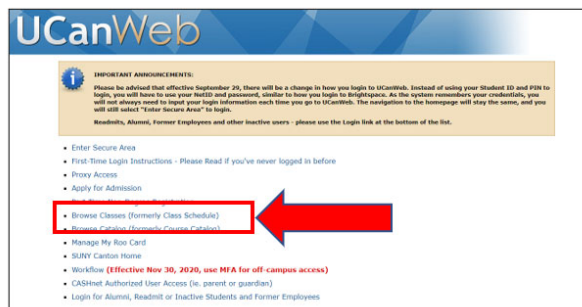 UCanWeb
IMPORTANT ANNOUNCEMENTS:
Please be advised that effective September 29, there will be a change in how you login to UCanWeb. Instead of using your Student ID and PIN to
login, you will have to use your NetID and password, similar to how you login to Brightspace. As the system remembers your credentials, you
will not always need to input your login information each time you go to UCanWeb. The navigation to the homepage will stay the same, and you
will still select "Enter Secure Area" to login.
Readmits, Alumni, Former Employees and other inactive users - please use the Login link at the bottom of the list.
Enter Secure Area
First-Time Login Instructions - Please Read if you've never logged in before
Proxy Access
Apply for Admission
Browse Classes (formerly Class Schedule)
Browse Catalog (formerly Course Catalog)
Manage My Roo Card
SUNY Canton Home
Workflow (Effective Nov 30, 2020, use MFA for off-campus access)
CASHnet Authorized User Access (ie. parent or guardian)
Login for Alumni, Readmit or Inactive Students and Former Employees